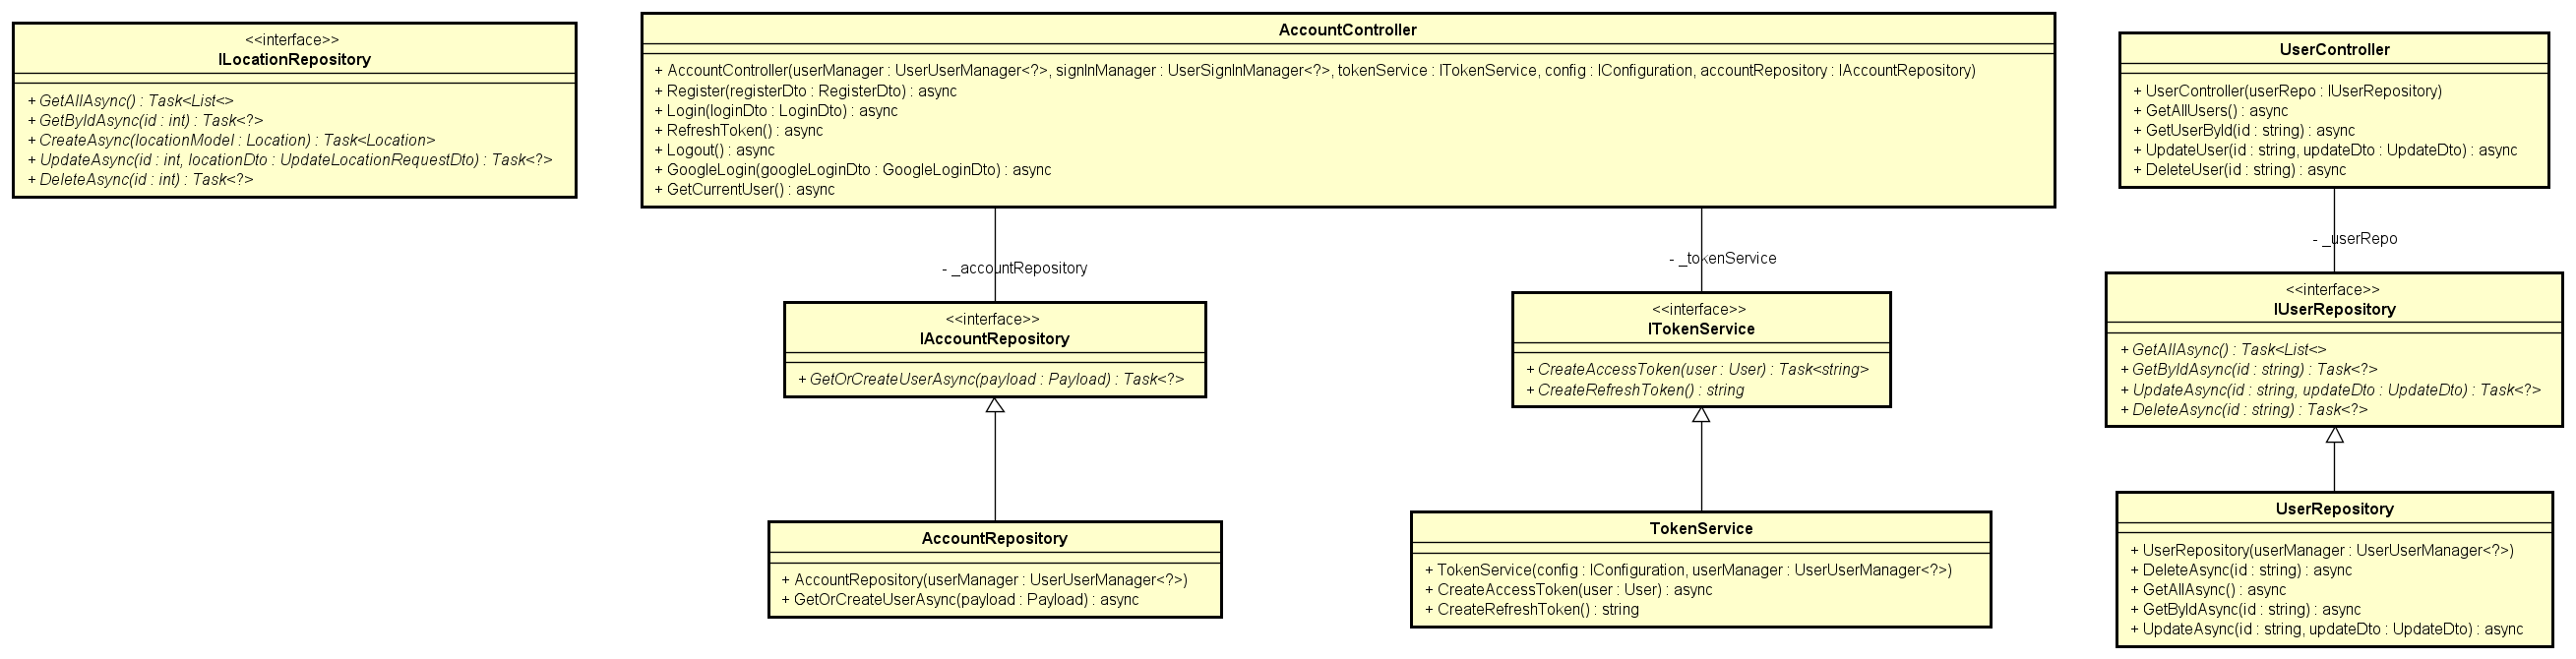 <<interface>>
ILocationRepository
+ GetAllAsync() : Task<List<>
+ GetByIdAsync(id : int) : Task<?>
+ CreateAsync(locationModel : Location) : Task<Location>
+ UpdateAsync(id : int, locationDto : UpdateLocationRequestDto) : Task<?>
+ DeleteAsync(id : int) : Task<?>
AccountController
+ AccountController(userManager : UserUserManager<?>, signInManager : UserSignInManager<?>, tokenService : ITokenService, config : IConfiguration, accountRepository : IAccountRepository)
+ Register(registerDto : RegisterDto) : async
+ Login(loginDto : LoginDto) : async
+ RefreshToken() : async
+ Logout() : async
+ GoogleLogin(googleLoginDto : GoogleLoginDto) : async
+ GetCurrentUser() : async
UserController
+ UserController(userRepo : IUserRepository)
+ GetAllUsers() : async
+ GetUserById(id : string) : async
+ UpdateUser(id : string, updateDto : UpdateDto) : async
+ DeleteUser(id : string) : async
- _accountRepository
- _tokenService
- _userRepo
<<interface>>
IAccountRepository
+ GetOrCreateUserAsync(payload : Payload) : Task<?>
<<interface>>
ITokenService
+ CreateAccessToken(user : User) : Task<string>
+ CreateRefreshToken() : string
<<interface>>
IUserRepository
+ GetAllAsync() : Task<List<>
+ GetByIdAsync(id : string) : Task<?>
+ UpdateAsync(id : string, updateDto : UpdateDto) : Task<?>
+ DeleteAsync(id : string) : Task<?>
AccountRepository
+ AccountRepository(userManager : UserUserManager<?>)
+ GetOrCreateUserAsync(payload : Payload) : async
TokenService
+ TokenService(config : IConfiguration, userManager : UserUserManager<?>)
+ CreateAccessToken(user : User) : async
+ CreateRefreshToken() : string
UserRepository
+ UserRepository(userManager : UserUserManager<?>)
+ DeleteAsync(id : string) : async
+ GetAllAsync() : async
+ GetByIdAsync(id : string) : async
+ UpdateAsync(id : string, updateDto : UpdateDto) : async